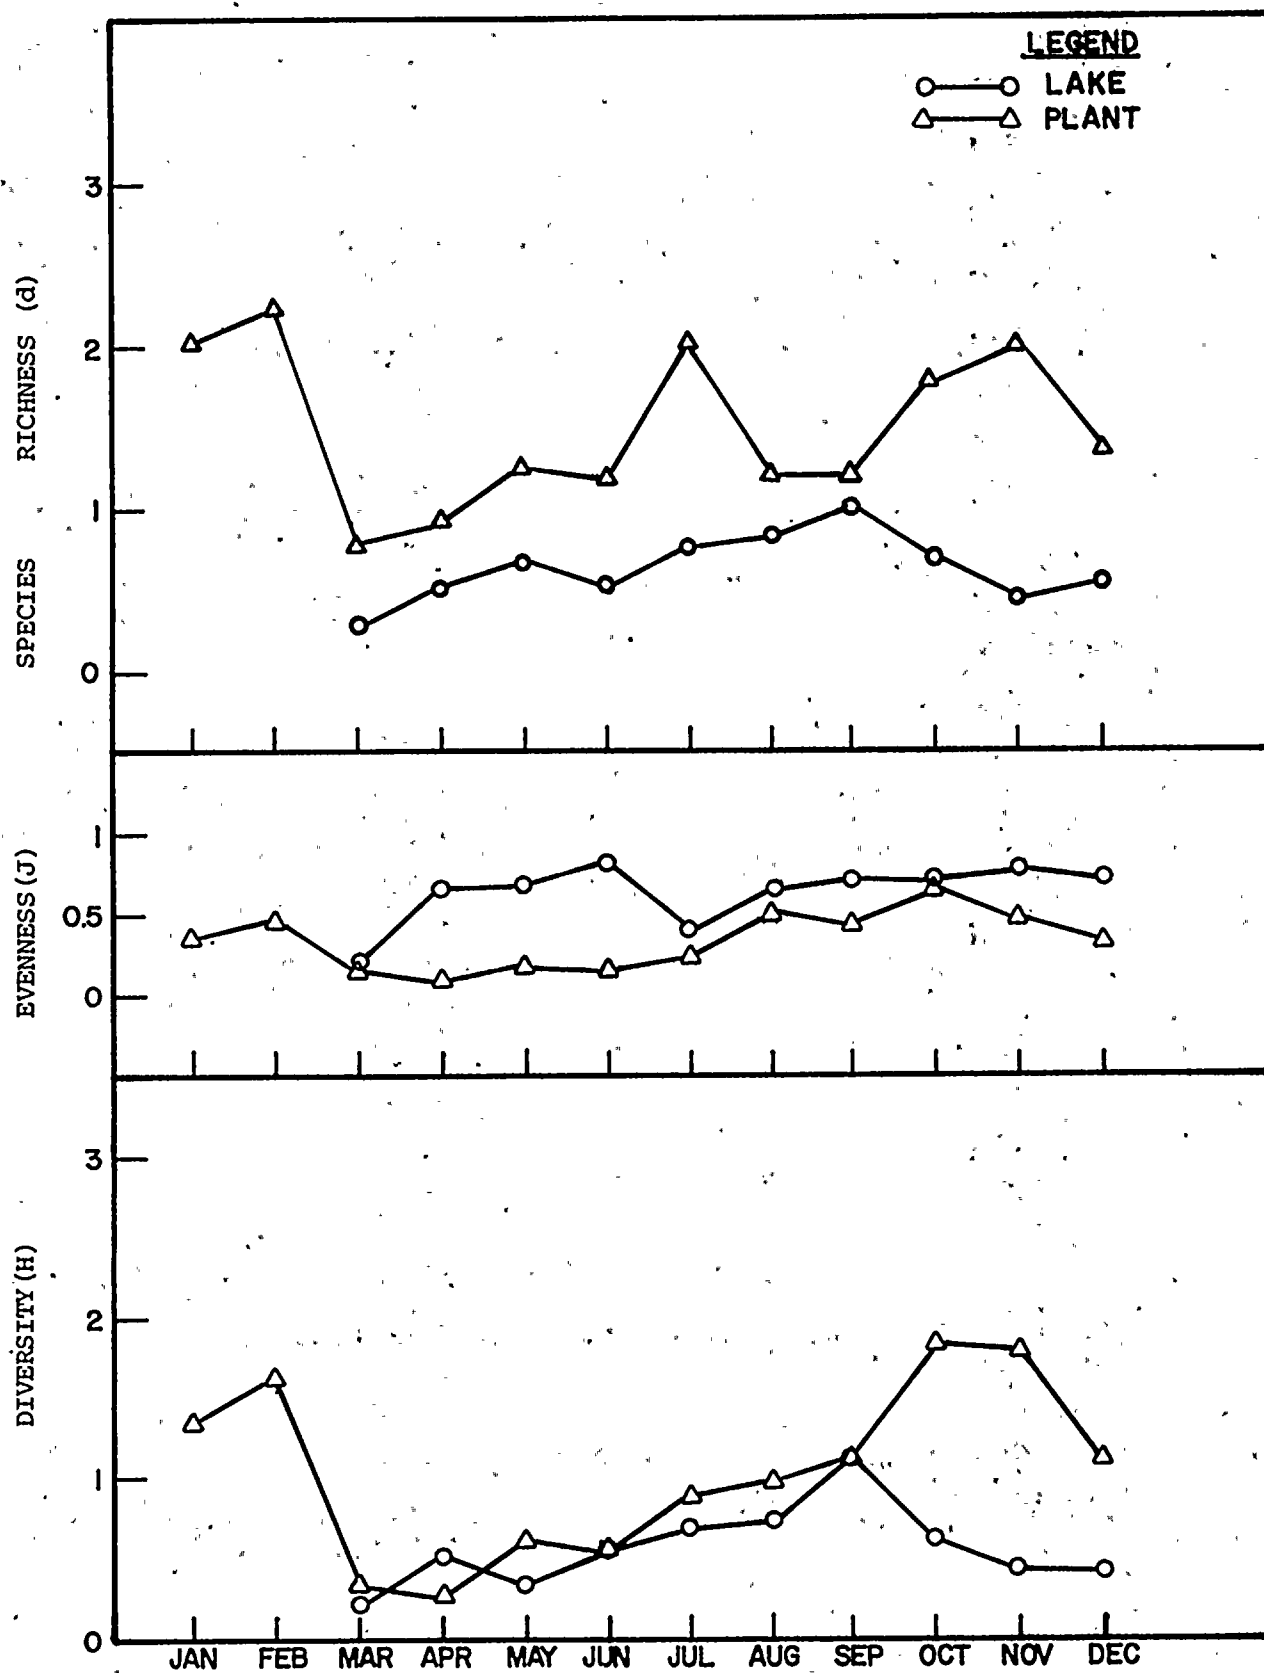 LEGEND
LAKE
PLANT
SPECIES RICHNESS (d)
3
2
1
0
EVENNESS (J)
1
0.5
0
DIVERSITY (H)
3
2
1
0
JAN FEB MAR APR MAY JUN JUL AUG SEP OCT NOV DEC